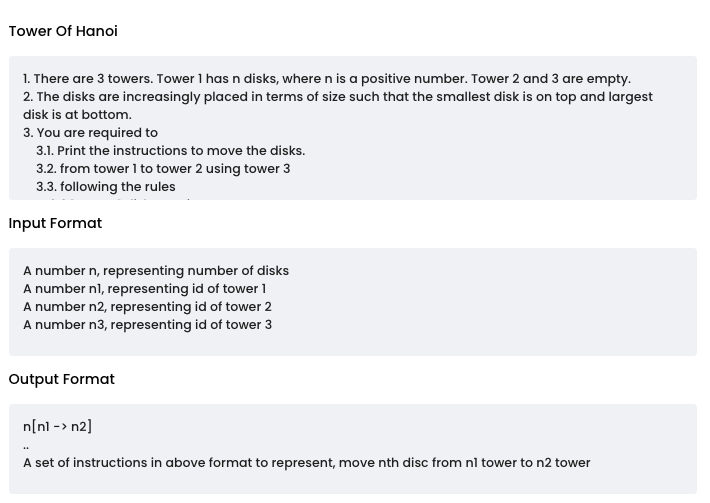 Tower Of Hanoi
1. There are 3 towers. Tower 1 has n disks, where n is a positive number. Tower 2 and 3 are empty.
2. The disks are increasingly placed in terms of size such that the smallest disk is on top and largest
disk is at bottom.
3. You are required to
3.1. Print the instructions to move the disks.
3.2. from tower 1 to tower 2 using tower 3
3.3. following the rules
Input Format
A number n, representing number of disks
A number n1, representing id of tower 1
A number n2, representing id of tower 2
A number n3, representing id of tower 3
Output Format
n[n1 -> n2]
..
A set of instructions in above format to represent, move nth disc from n1 tower to n2 tower